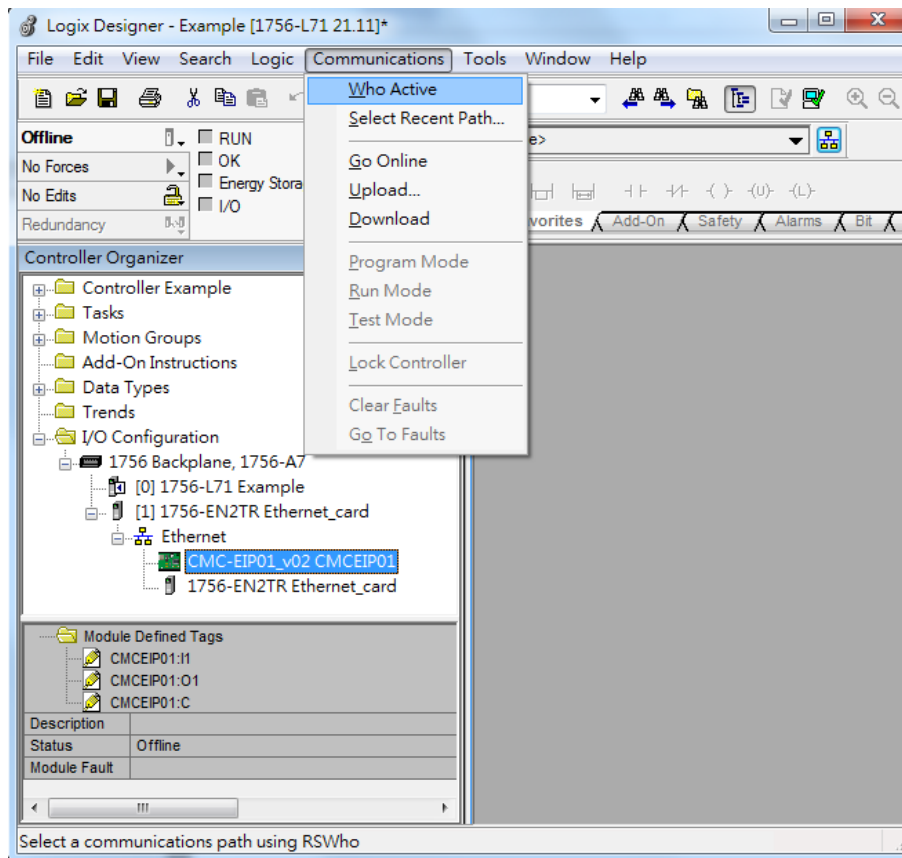 Logix Designer - Example [1756-L71 21.11]*
File Edit View Search Logic Communications Tools Window Help
Who Active
Select Recent Path...
Go Online
Upload...
Download
Program Mode
Run Mode
Test Mode
Lock Controller
Clear Faults
Go To Faults
Offline
RUN
No Forces
OK
No Edits
Energy Stora
I/O
Redundancy
e>
-(U)- -(L)-
vorites Add-On Safety Alarms Bit
Controller Organizer
Controller Example
Tasks
Motion Groups
Add-On Instructions
Data Types
Trends
I/O Configuration
1756 Backplane, 1756-A7
[0] 1756-L71 Example
[1] 1756-EN2TR Ethernet_card
Ethernet
CMC-EIP01_v02 CMCEIP01
1756-EN2TR Ethernet_card
Module Defined Tags
CMCEIP01:I1
CMCEIP01:O1
CMCEIP01:C
Description
Status Offline
Module Fault
Select a communications path using RSWho